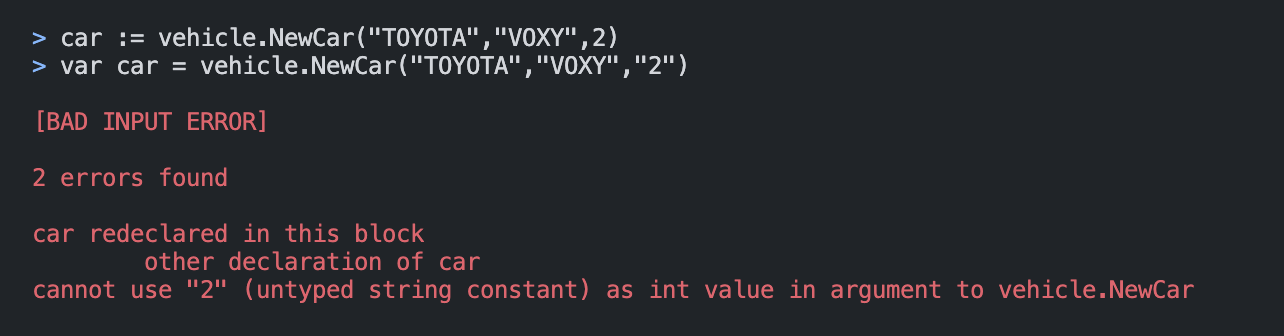 > car := vehicle.NewCar("TOYOTA","VOXY",2)
> var car = vehicle.NewCar("TOYOTA","VOXY","2")
[BAD INPUT ERROR]
2 errors found
car redeclared in this block
other declaration of car
cannot use "2" (untyped string constant) as int value in argument to vehicle.NewCar